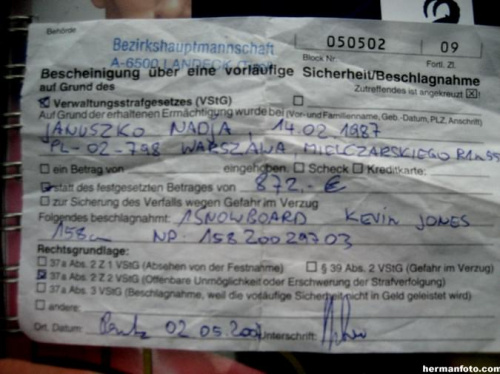 Behörde
Bezirkshauptmannschaft
A-6500 LANDECK
050502 09
Block Nr. Fortl. Zl.
Bescheinigung über eine vorläufige Sicherheit/Beschlagnahme
auf Grund des Zutreffendes ist angekreuzt ☒!
☒ Verwaltungsstrafgesetzes (VStG) ☐
Auf Grund der erhaltenen Ermächtigung wurde bei (Vor- und Familienname, Geb.-Datum, PLZ, Anschrift)
JANUSZKO NADJA, 14.02.1987
PL-02-798 WARSZAWA, MIELCZARSKIEGO
☐ ein Betrag von eingehoben. ☐ Scheck ☐ Kreditkarte:
☒ statt des festgesetzten Betrages von 872,- €
☐ zur Sicherung des Verfalls wegen Gefahr im Verzug
Folgendes beschlagnahmt: 1 SNOWBOARD KEVIN JONES
158cm NP: 158 200 297 03
Rechtsgrundlage:
☐ 37a Abs. 2 Z 1 VStG (Absehen von der Festnahme) ☐ § 39 Abs. 2 VStG (Gefahr im Verzug)
☒ 37a Abs. 2 Z 2 VStG (Offenbare Unmöglichkeit oder Erschwerung der Strafverfolgung)
☐ 37a Abs. 3 VStG (Beschlagnahme, weil die vorläufige Sicherheit nicht in Geld geleistet wird)
☐ andere:
Ort, Datum: 02.05. Unterschrift:
hermanfoto.com